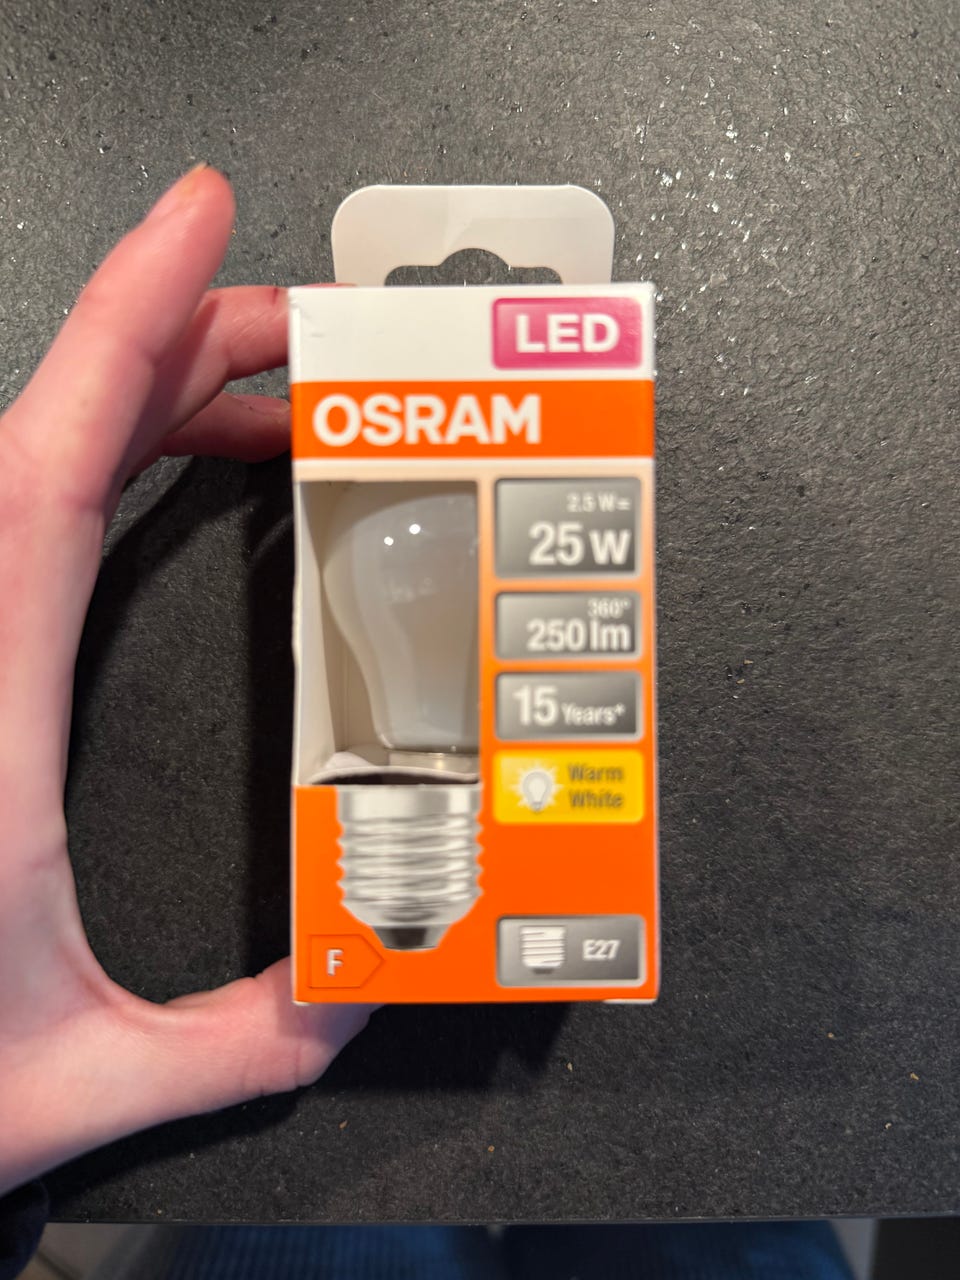 LED
OSRAM
2.5 W=
25 W
360°
250 lm
15 Years*
Warm
White
F
E27